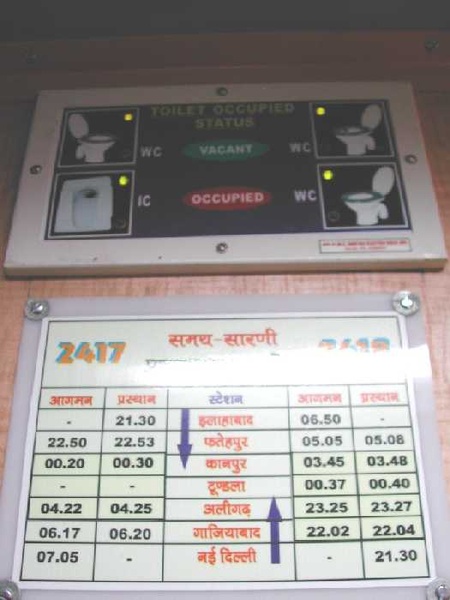 TOILET OCCUPIED
STATUS
WC VACANT WC
IC OCCUPIED WC
2417 समय-सारणी 2418
आगमन प्रस्थान स्टेशन आगमन प्रस्थान
- 21.30 इलाहाबाद 06.50 -
22.50 22.53 फतेहपुर 05.05 05.08
00.20 00.30 कानपुर 03.45 03.48
- - टूण्डला 00.37 00.40
04.22 04.25 अलीगढ़ 23.25 23.27
06.17 06.20 गाजियाबाद 22.02 22.04
07.05 - नई दिल्ली - 21.30